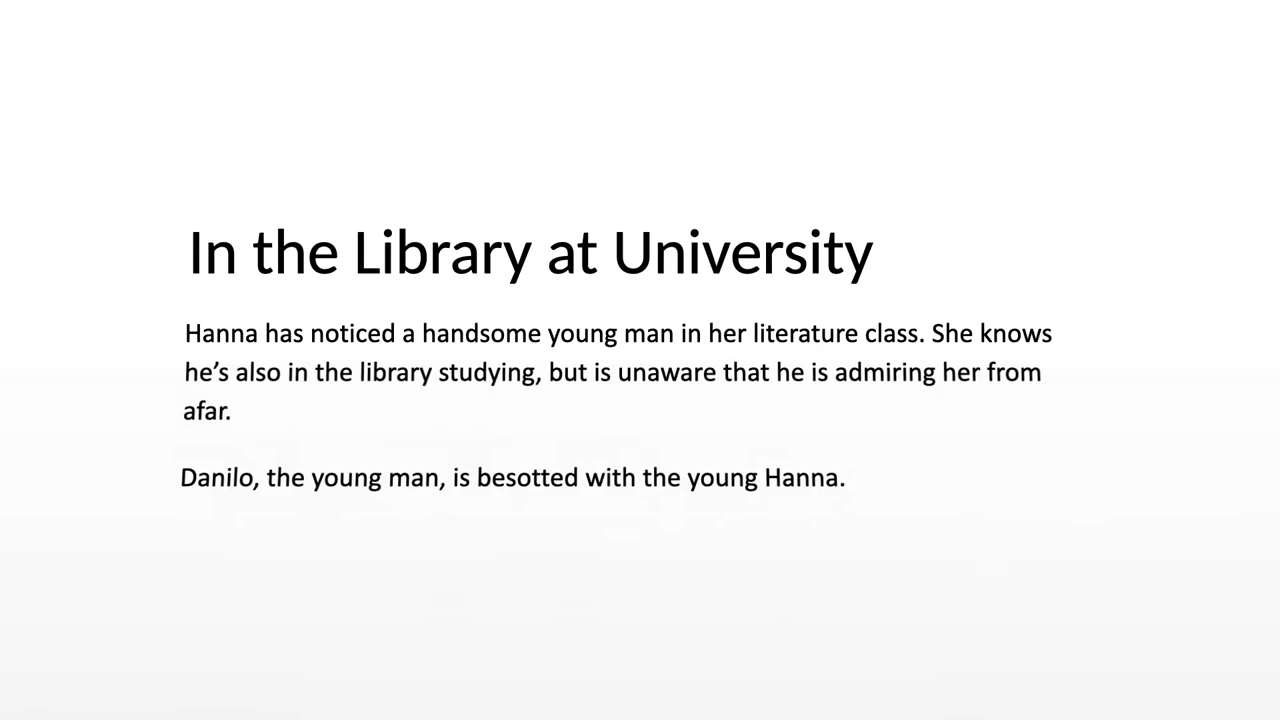 In the Library at University
Hanna has noticed a handsome young man in her literature class. She knows
he’s also in the library studying, but is unaware that he is admiring her from
afar.
Danilo, the young man, is besotted with the young Hanna.